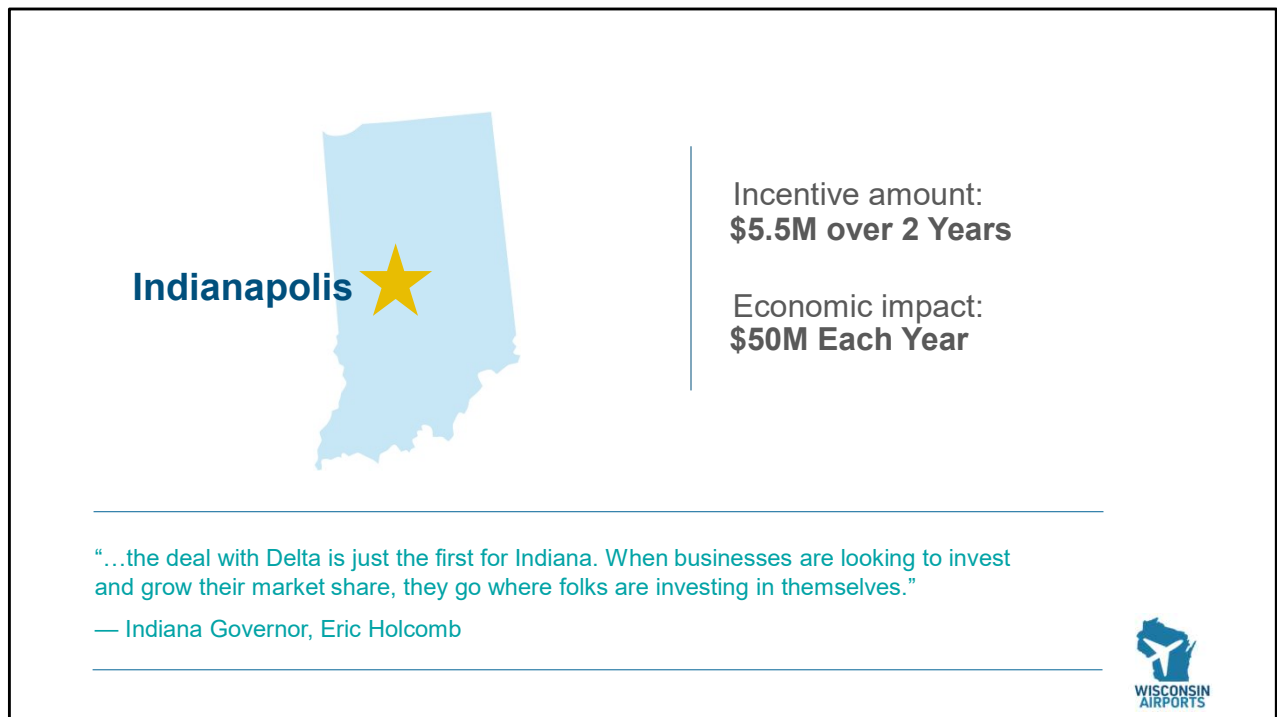 Indianapolis
Incentive amount:
$5.5M over 2 Years
Economic impact:
$50M Each Year
“…the deal with Delta is just the first for Indiana. When businesses are looking to invest
and grow their market share, they go where folks are investing in themselves.”
— Indiana Governor, Eric Holcomb
WISCONSIN
AIRPORTS